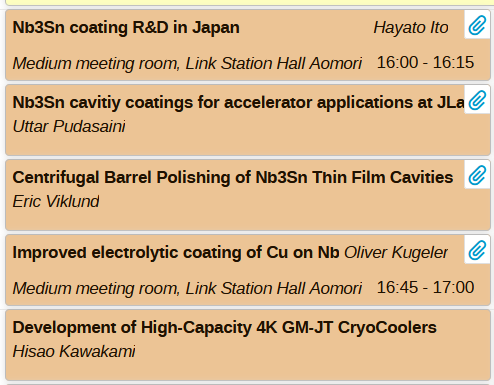 Nb3Sn coating R&D in Japan Hayato Ito
Medium meeting room, Link Station Hall Aomori 16:00 - 16:15
Nb3Sn cavitiy coatings for accelerator applications at JLa
Uttar Pudasaini
Centrifugal Barrel Polishing of Nb3Sn Thin Film Cavities
Eric Viklund
Improved electrolytic coating of Cu on Nb Oliver Kugeler
Medium meeting room, Link Station Hall Aomori 16:45 - 17:00
Development of High-Capacity 4K GM-JT CryoCoolers
Hisao Kawakami